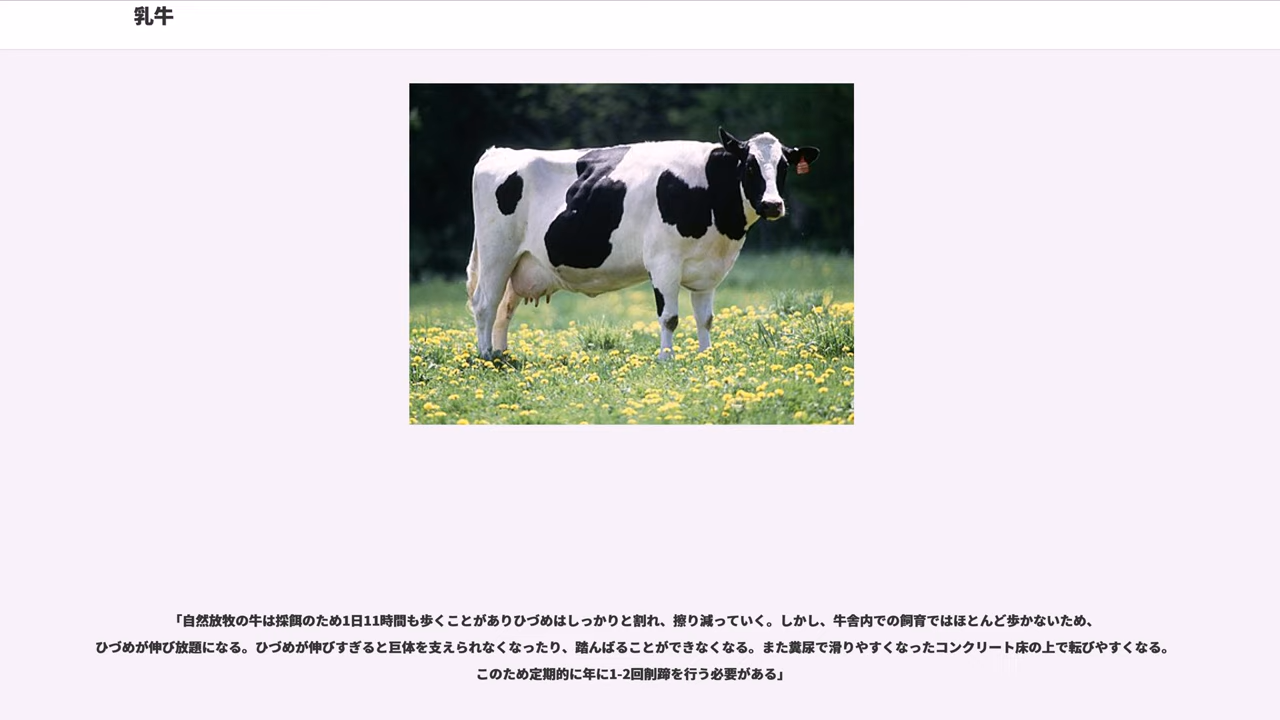 乳牛
「自然放牧の牛は採餌のため1日11時間も歩くことがありひづめはしっかりと割れ、擦り減っていく。しかし、牛舎内での飼育ではほとんど歩かないため、
ひづめが伸び放題になる。ひづめが伸びすぎると巨体を支えられなくなったり、踏んばることができなくなる。また糞尿で滑りやすくなったコンクリート床の上で転びやすくなる。
このため定期的に年に1-2回削蹄を行う必要がある」